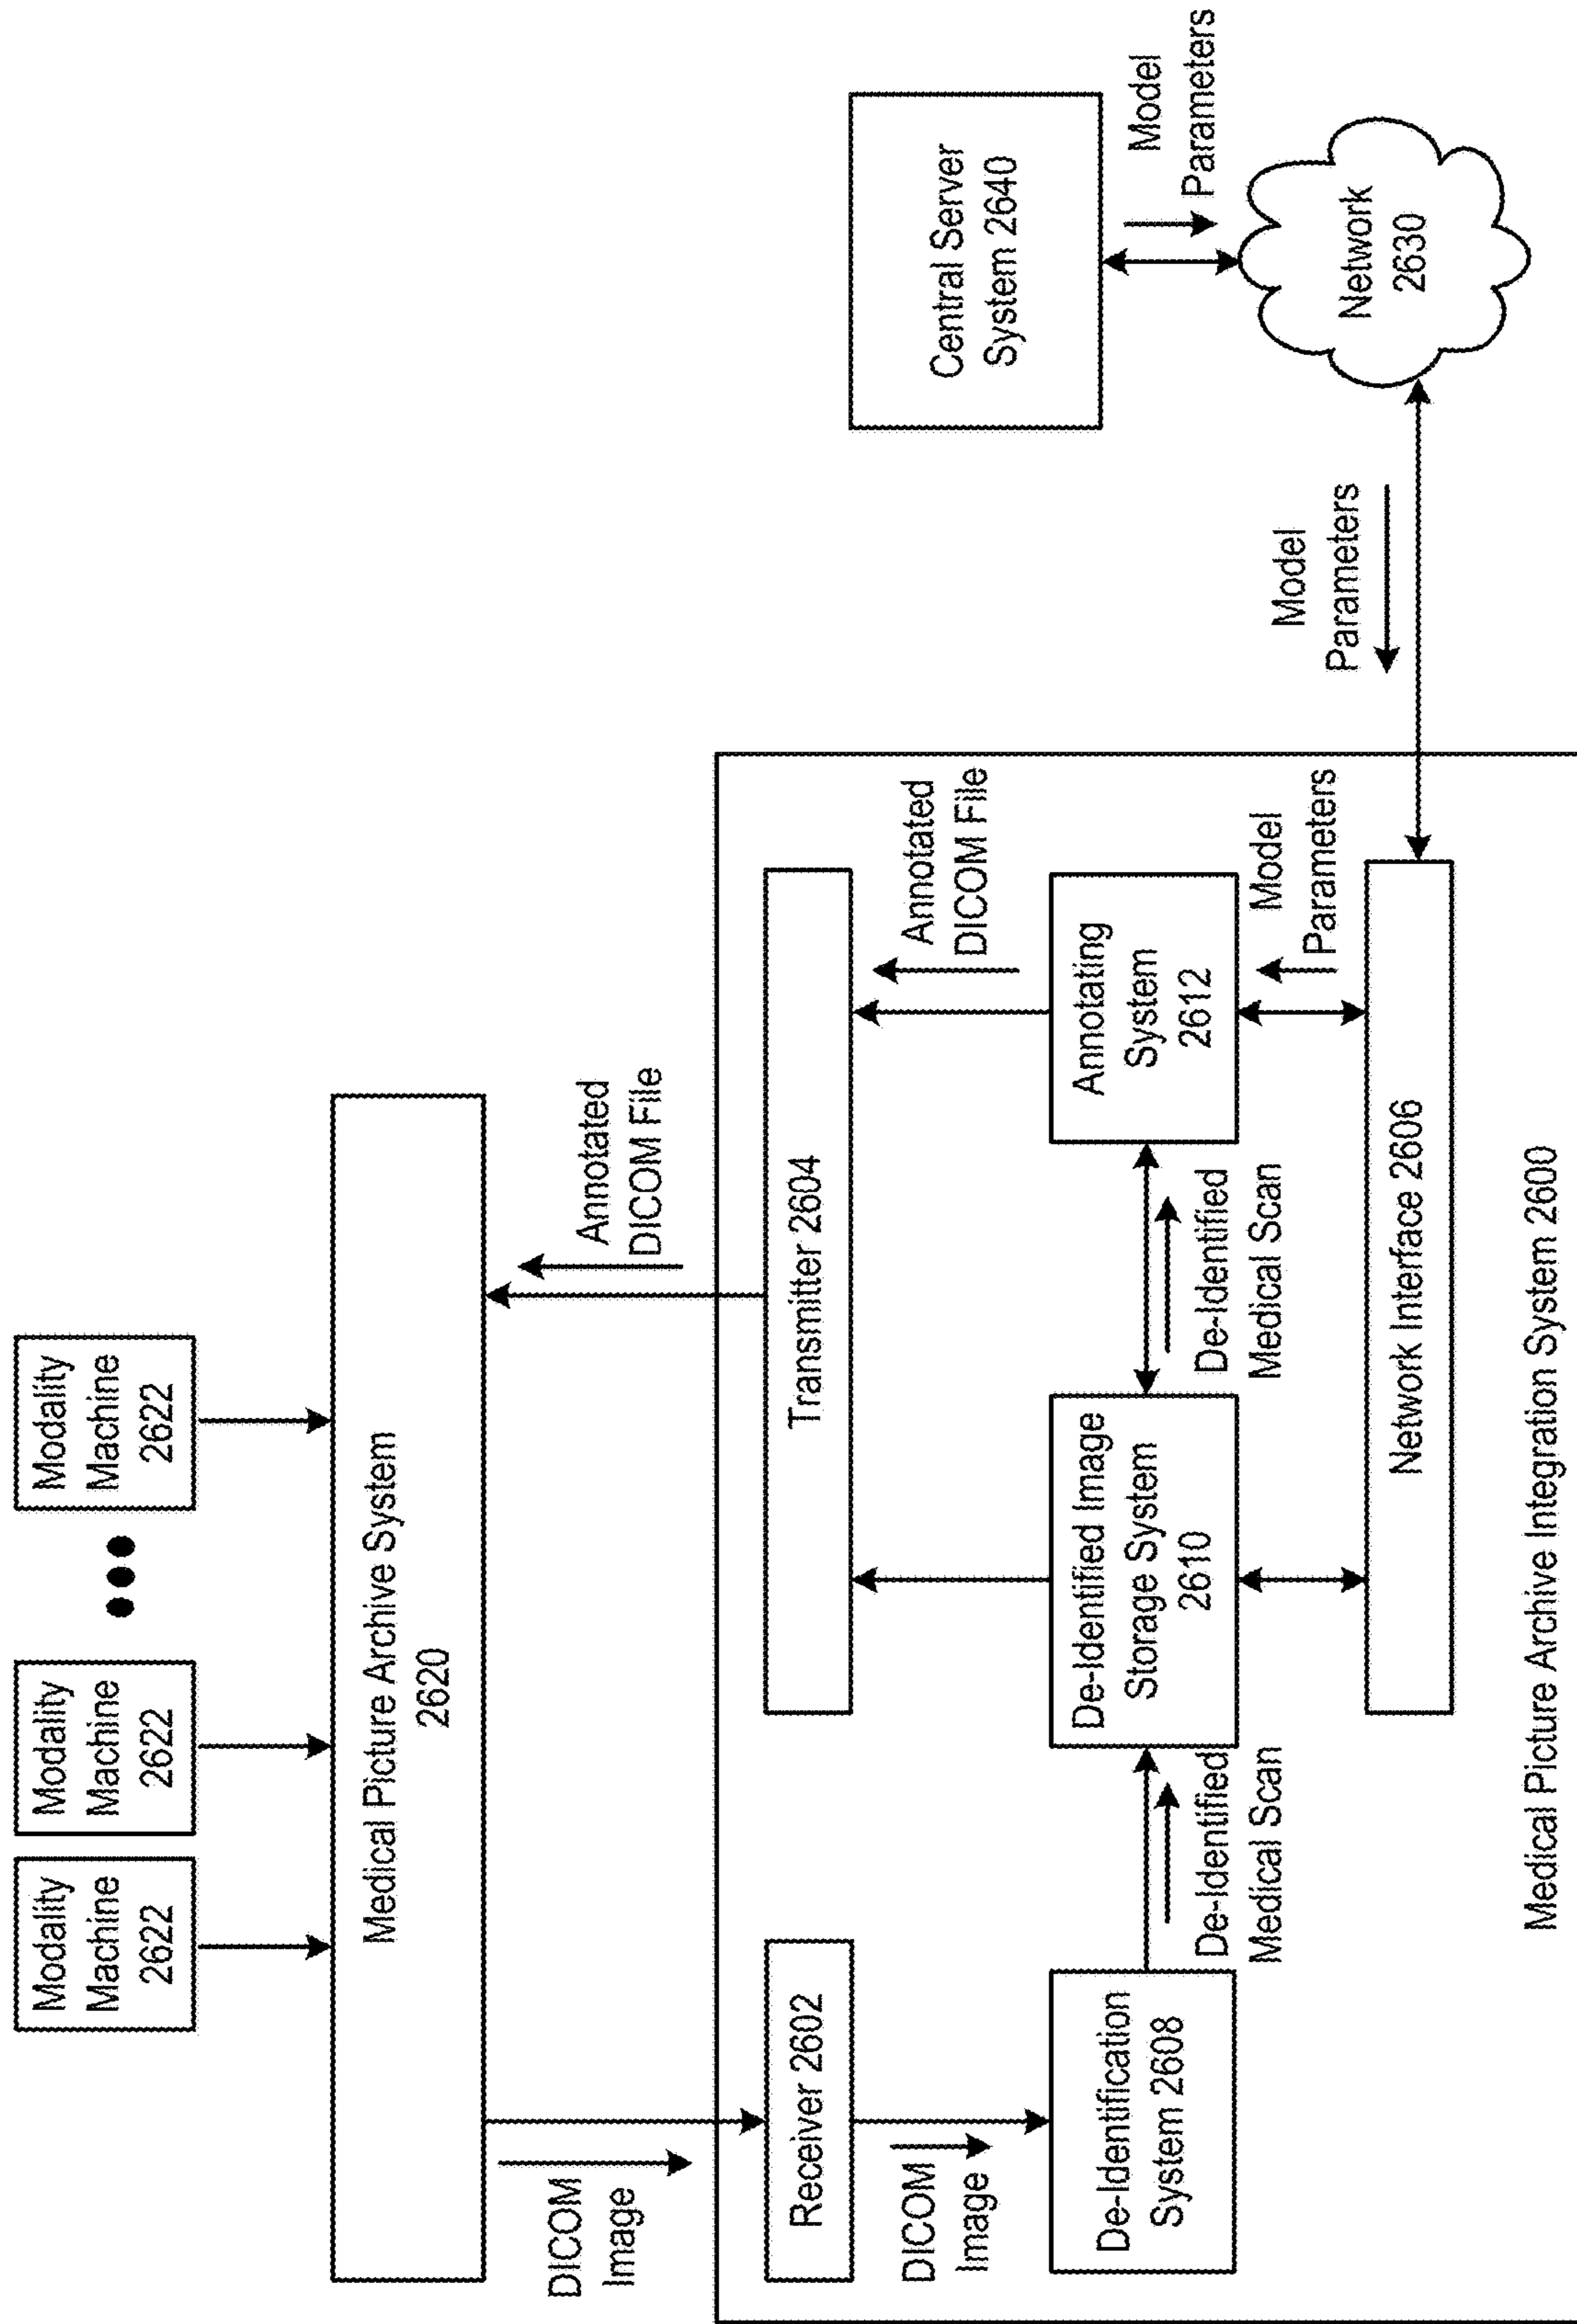 Modality
Machine
2622
Modality
Machine
2622
Modality
Machine
2622
Medical Picture Archive System
2620
DICOM
Image
Annotated
DICOM File
Receiver 2602
Transmitter 2604
DICOM
Image
Annotated
DICOM File
De-Identification
System 2608
De-Identified
Medical Scan
De-Identified Image
Storage System
2610
De-Identified
Medical Scan
Annotating
System
2612
Model
Parameters
Network Interface 2606
Medical Picture Archive Integration System 2600
Model
Parameters
Central Server
System 2640
Model
Parameters
Network
2630